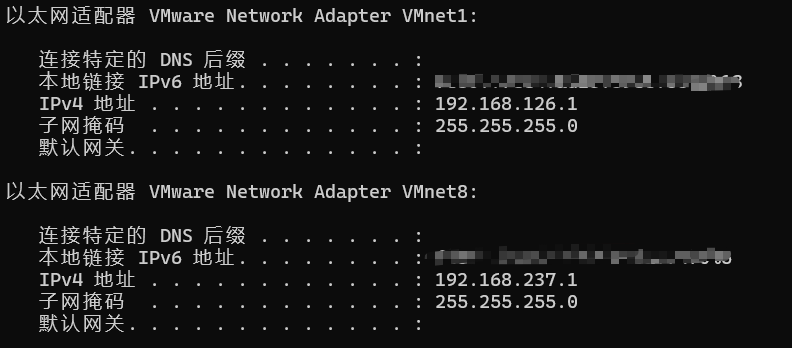 以太网适配器 VMware Network Adapter VMnet1:
连接特定的 DNS 后缀 . . . . . . . :
本地链接 IPv6 地址. . . . . . . . :
IPv4 地址 . . . . . . . . . . . . : 192.168.126.1
子网掩码  . . . . . . . . . . . . : 255.255.255.0
默认网关. . . . . . . . . . . . . :
以太网适配器 VMware Network Adapter VMnet8:
连接特定的 DNS 后缀 . . . . . . . :
本地链接 IPv6 地址. . . . . . . . :
IPv4 地址 . . . . . . . . . . . . : 192.168.237.1
子网掩码  . . . . . . . . . . . . : 255.255.255.0
默认网关. . . . . . . . . . . . . :